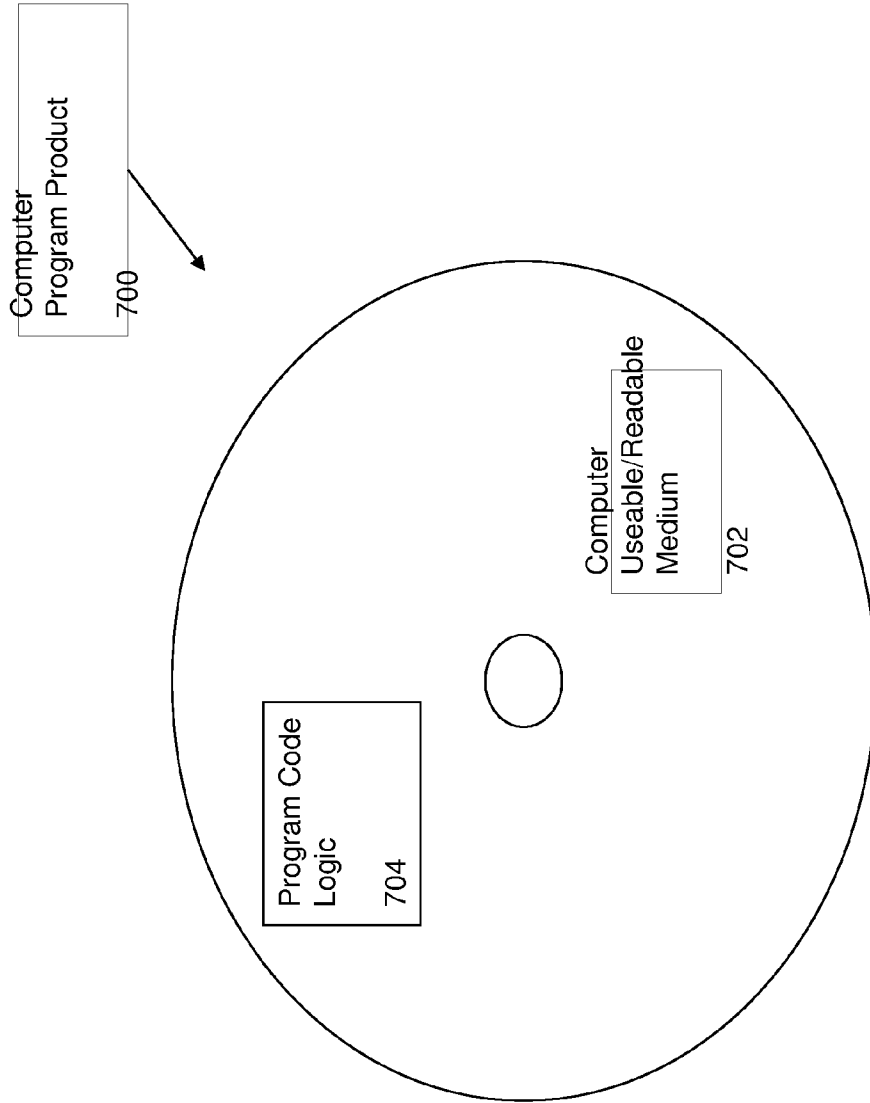 Computer
Program Product
700
Program Code
Logic
704
Computer
Useable/Readable
Medium
702